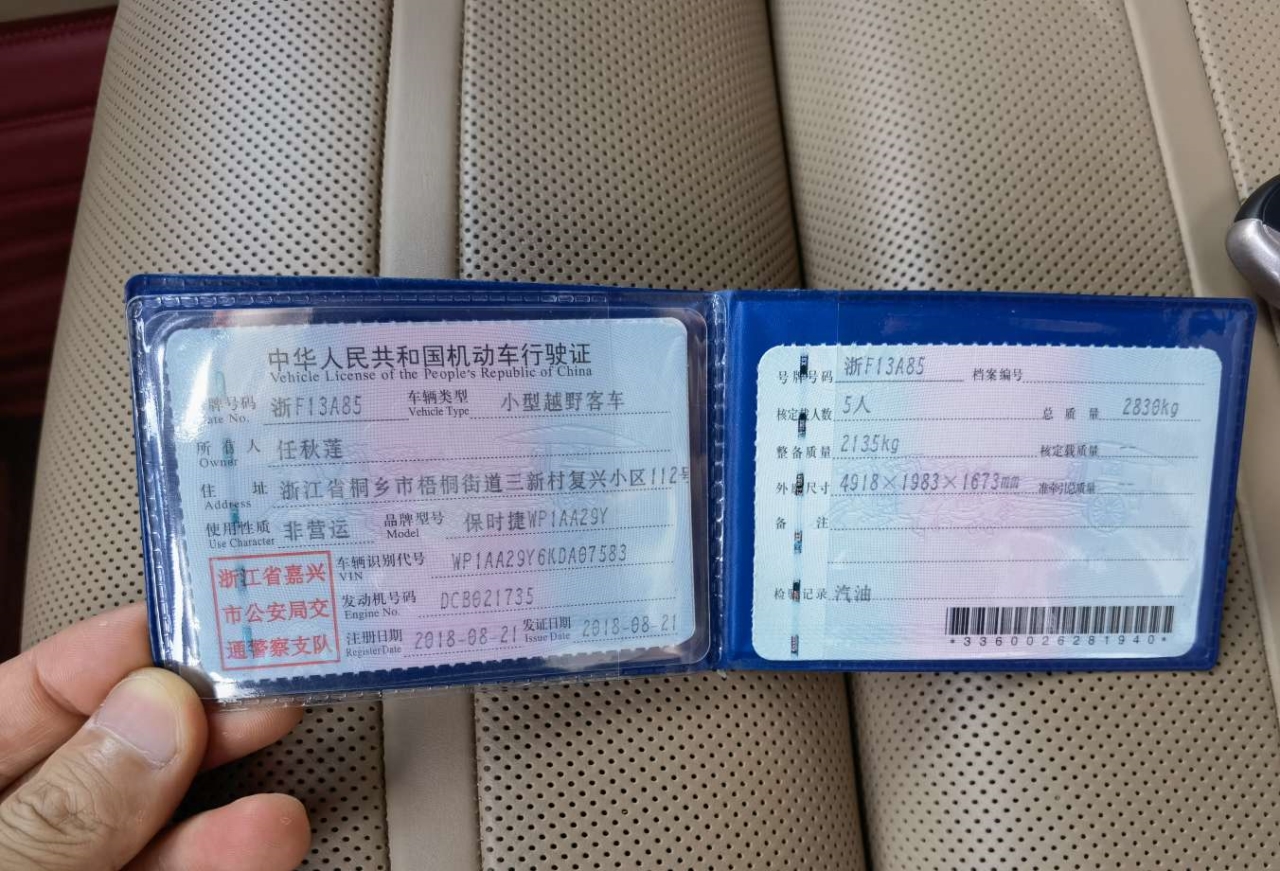 中华人民共和国机动车行驶证
Vehicle License of the People's Republic of China
牌号码 浙F13A85 车辆类型 小型越野客车
ate No. Vehicle Type
所有人 任秋莲
Owner
住址 浙江省桐乡市梧桐街道三新村复兴小区112号
Address
使用性质 非营运 品牌型号 保时捷WP1AA29Y
Use Character Model
浙江省嘉兴
市公安局交
通警察支队
车辆识别代号 WP1AA29Y6KDA07583
VIN
发动机号码 DCB021735
Engine No.
注册日期 2018-08-21 发证日期 2018-08-21
Register Date Issue Date
号牌号码 浙F13A85 档案编号
核定载人数 5人 总质量 2830kg
整备质量 2135kg 核定载质量 --
外廓尺寸 4918×1983×1673㎜ 准牵引总质量 --
备注
检验记录 汽油
*3360026281940*